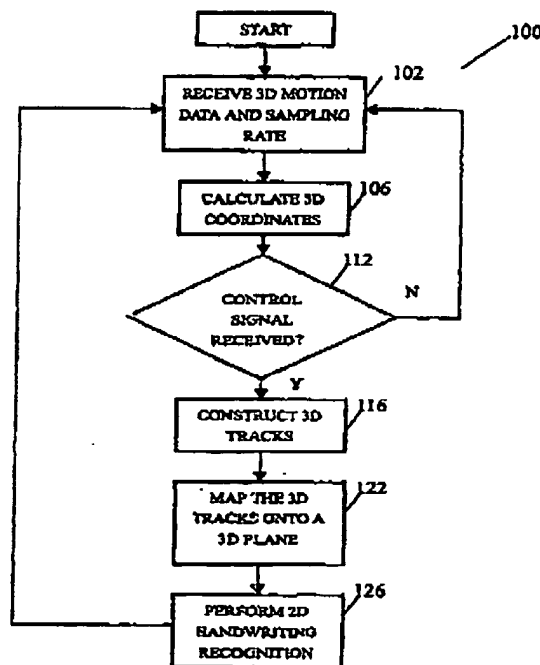 START
100
102
RECEIVE 3D MOTION
DATA AND SAMPLING
RATE
106
CALCULATE 3D
COORDINATES
112
CONTROL
SIGNAL
RECEIVED?
N
Y
116
CONSTRUCT 3D
TRACKS
122
MAP THE 3D
TRACKS ONTO A
3D PLANE
126
PERFORM 2D
HANDWRITING
RECOGNITION